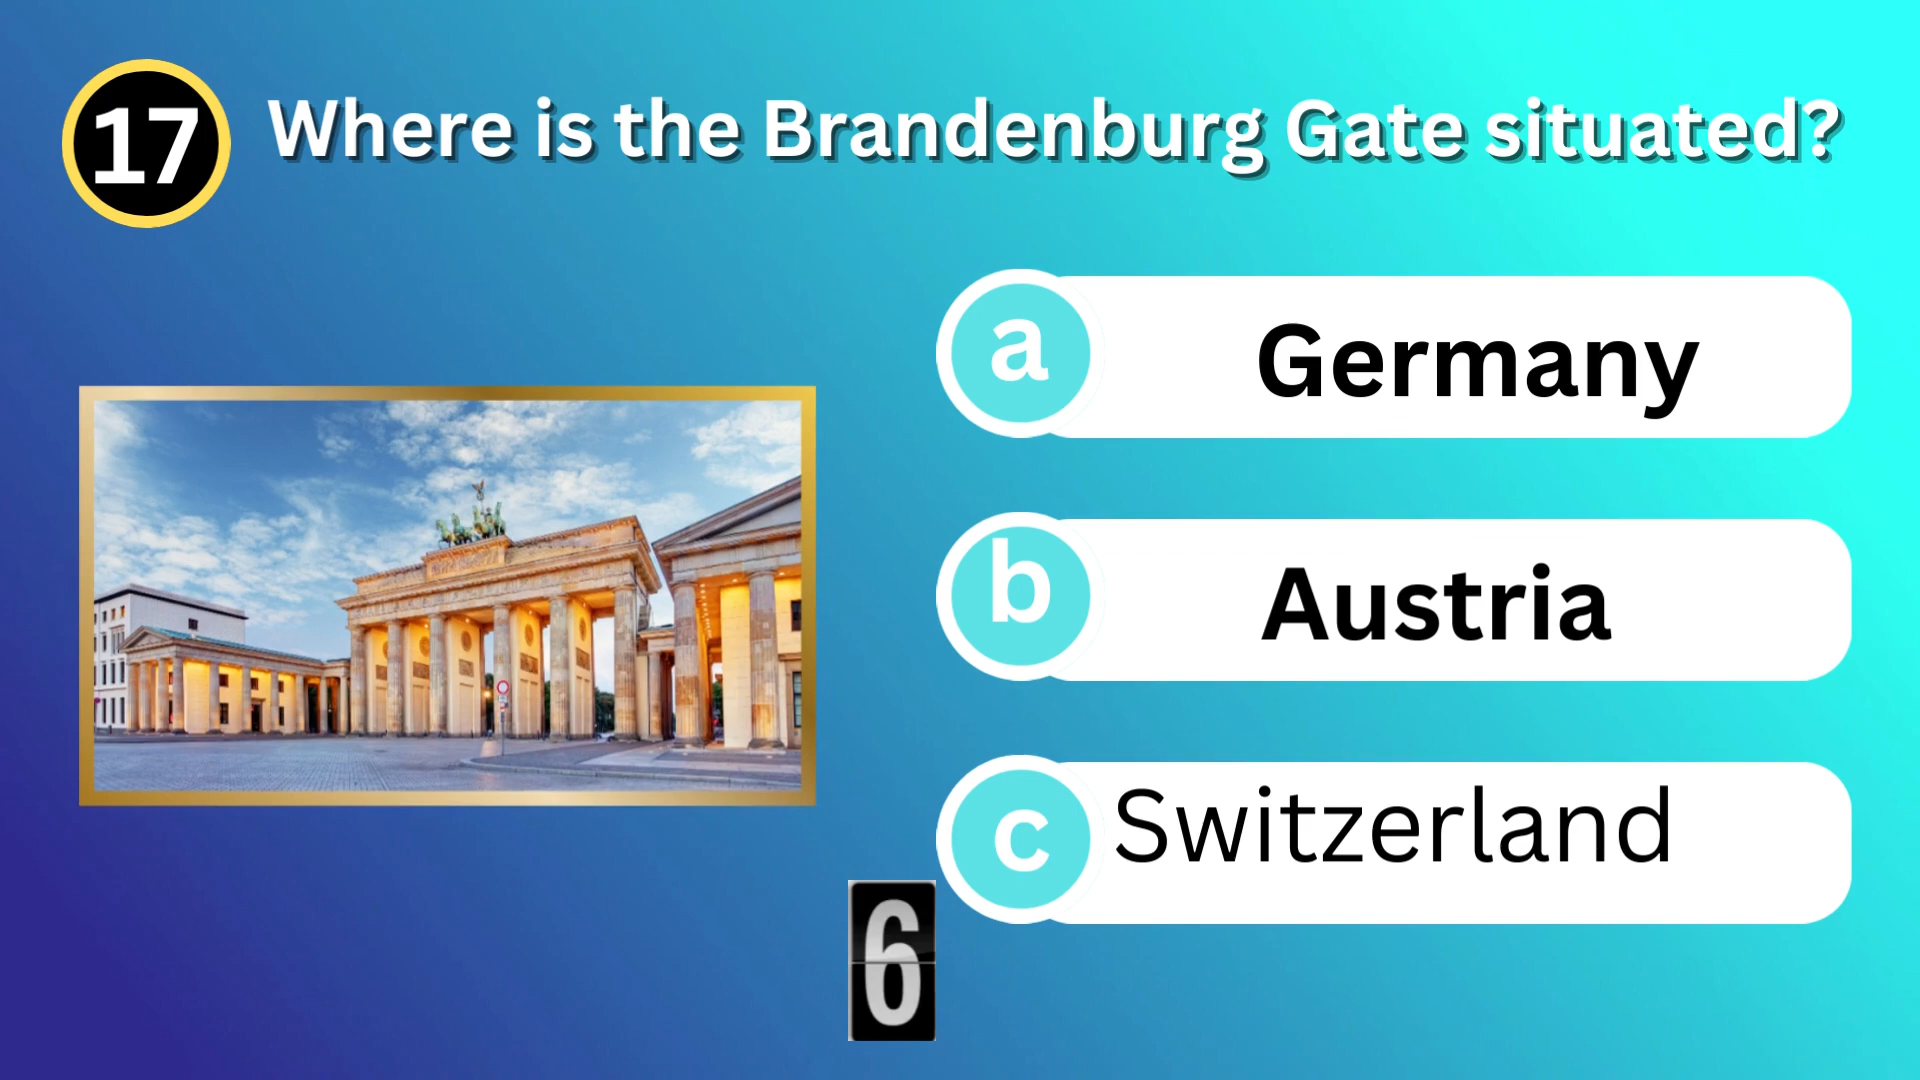 17
Where is the Brandenburg Gate situated?
a
Germany
b
Austria
c
Switzerland
6